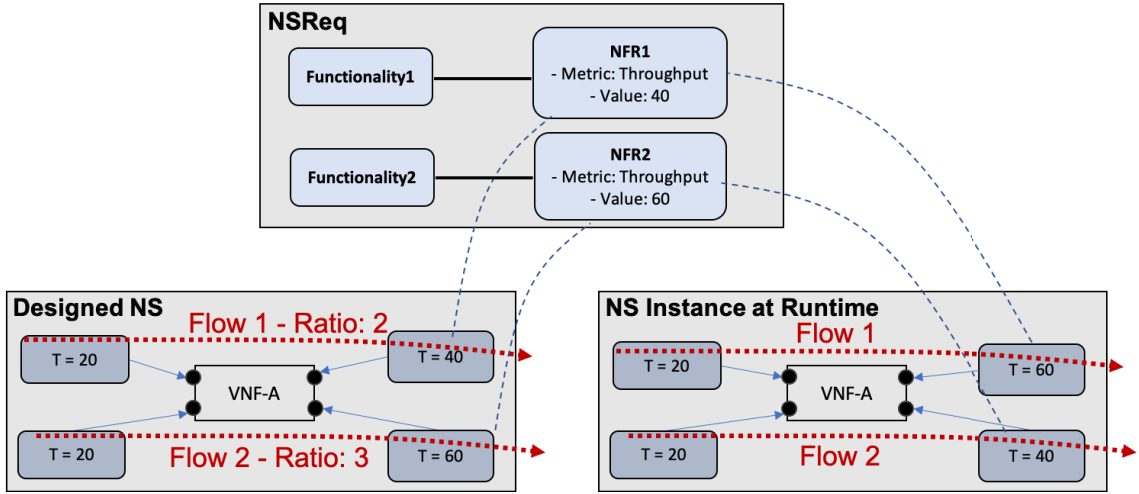 NSReq
Functionality1
NFR1
- Metric: Throughput
- Value: 40
Functionality2
NFR2
- Metric: Throughput
- Value: 60
Designed NS
Flow 1 - Ratio: 2
T = 20
T = 40
VNF-A
T = 20
Flow 2 - Ratio: 3
T = 60
NS Instance at Runtime
Flow 1
T = 20
T = 60
VNF-A
T = 20
Flow 2
T = 40